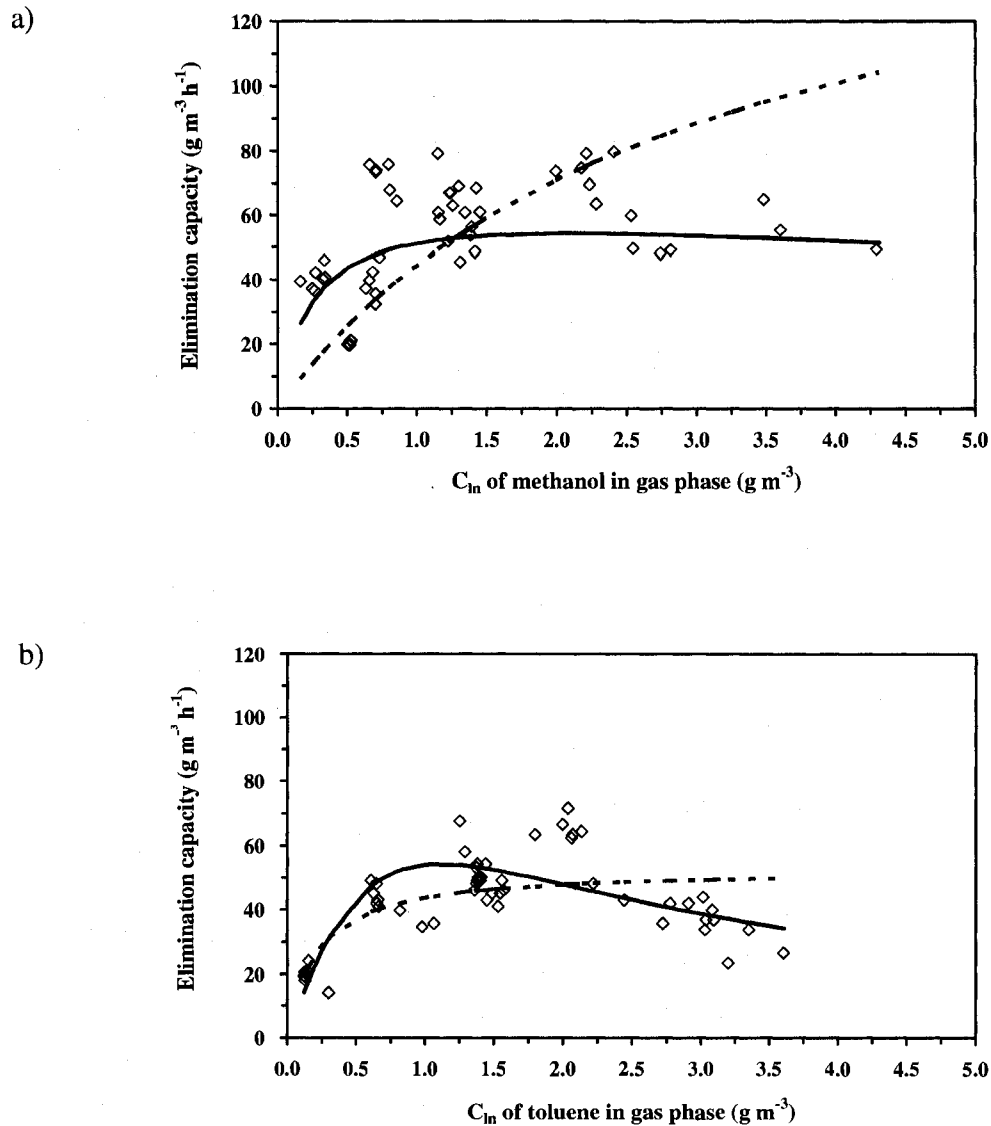 a)
120
100
80
60
40
20
0
Elimination capacity (g m⁻³ h⁻¹)
0.0 0.5 1.0 1.5 2.0 2.5 3.0 3.5 4.0 4.5 5.0
C_ln of methanol in gas phase (g m⁻³)
b)
120
100
80
60
40
20
0
Elimination capacity (g m⁻³ h⁻¹)
0.0 0.5 1.0 1.5 2.0 2.5 3.0 3.5 4.0 4.5 5.0
C_ln of toluene in gas phase (g m⁻³)